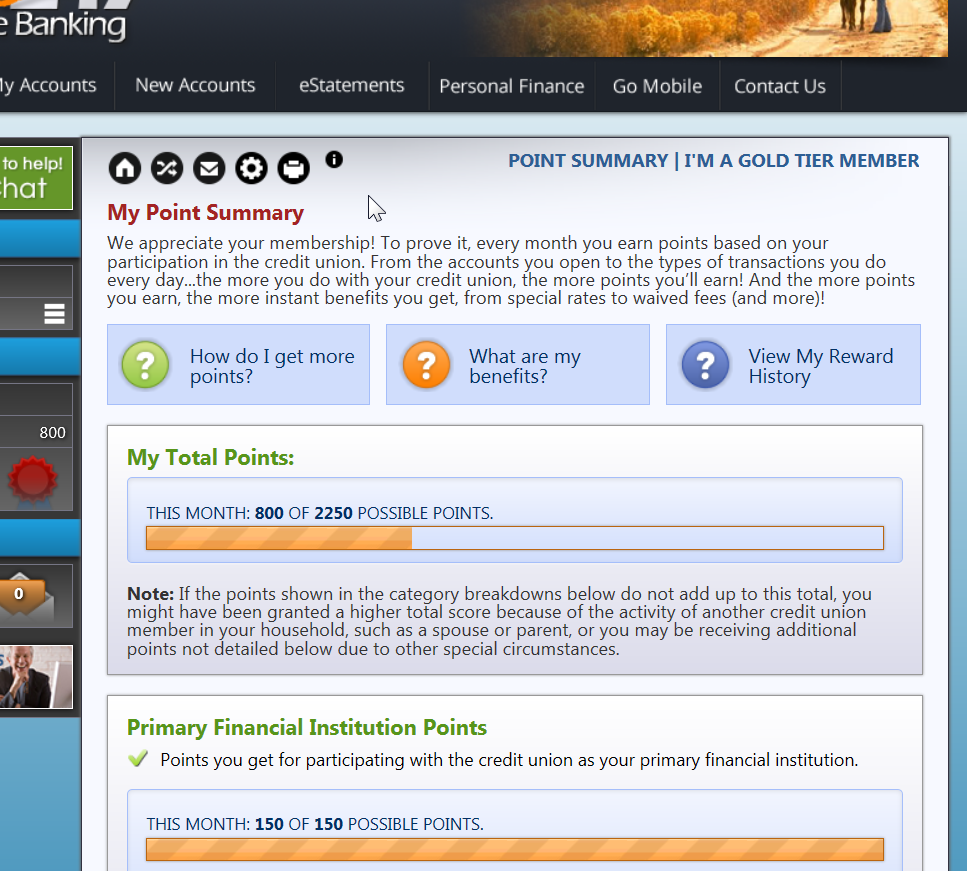 e Banking
y Accounts
New Accounts
eStatements
Personal Finance
Go Mobile
Contact Us
to help!
hat
POINT SUMMARY | I'M A GOLD TIER MEMBER
My Point Summary
We appreciate your membership! To prove it, every month you earn points based on your
participation in the credit union. From the accounts you open to the types of transactions you do
every day...the more you do with your credit union, the more points you'll earn! And the more points
you earn, the more instant benefits you get, from special rates to waived fees (and more)!
How do I get more
points?
What are my
benefits?
View My Reward
History
800
0
My Total Points:
THIS MONTH: 800 OF 2250 POSSIBLE POINTS.
Note: If the points shown in the category breakdowns below do not add up to this total, you
might have been granted a higher total score because of the activity of another credit union
member in your household, such as a spouse or parent, or you may be receiving additional
points not detailed below due to other special circumstances.
Primary Financial Institution Points
Points you get for participating with the credit union as your primary financial institution.
THIS MONTH: 150 OF 150 POSSIBLE POINTS.